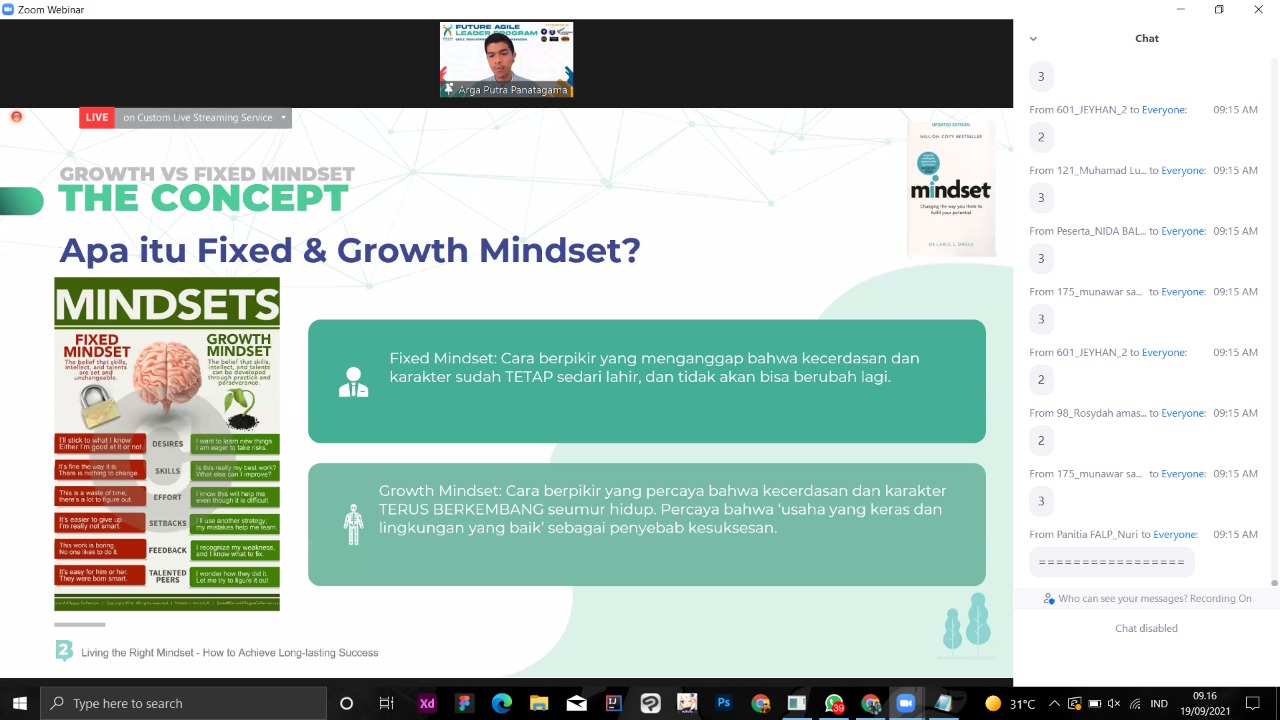 Zoom Webinar
FUTURE AGILE
LEADER PROGRAM
Arga Putra Panatagama
LIVE
on Custom Live Streaming Service
GROWTH VS FIXED MINDSET
THE CONCEPT
Apa itu Fixed & Growth Mindset?
UPDATED EDITION
MILLION-COPY BESTSELLER
mindset
Changing the way you think to
fulfil your potential
DR CAROL S. DWECK
MINDSETS
FIXED
MINDSET
The belief that skills,
intellect, and talents
are set and
unchangeable.
GROWTH
MINDSET
The belief that skills,
intellect, and talents
can be developed
through practice and
perseverance.
I'll stick to what I know.
Either I'm good at it or not
DESIRES
I want to learn new things.
I am eager to take risks.
It's fine the way it is.
There is nothing to change.
SKILLS
Is this really my best work?
What else can I improve?
This is a waste of time,
there's a lot to figure out.
EFFORT
I know this will help me
even though it is difficult.
It's easier to give up.
I'm really not smart.
SETBACKS
I'll use another strategy;
my mistakes help me learn.
This work is boring.
No one likes to do it.
FEEDBACK
I recognize my weakness,
and I know what to fix.
It's easy for him or her.
They were born smart.
TALENTED
PEERS
I wonder how they did it.
Let me try to figure it out.
Fixed Mindset: Cara berpikir yang menganggap bahwa kecerdasan dan
karakter sudah TETAP sedari lahir, dan tidak akan bisa berubah lagi.
Growth Mindset: Cara berpikir yang percaya bahwa kecerdasan dan karakter
TERUS BERKEMBANG seumur hidup. Percaya bahwa ‘usaha yang keras dan
lingkungan yang baik’ sebagai penyebab kesuksesan.
2
Living the Right Mindset - How to Achieve Long-lasting Success
Chat
3
From 601_JEYHAN_2 to Everyone: 09:15 AM
2
From 121_Muhamad Lu... to Everyone: 09:15 AM
3
From Peserta_NIDA BAL... to Everyone: 09:15 AM
3
From 175_munawar sa... to Everyone: 09:15 AM
3
From 601_JEYHAN_2 to Everyone: 09:15 AM
2
From 98_Rosydah amas... to Everyone: 09:15 AM
2
From 175_munawar sa... to Everyone: 09:15 AM
3
From Panitia FALP_Nuri to Everyone: 09:15 AM
================
Who can see your messages? Recording On
Chat disabled
Type here to search
Xd
Ps
39
31°C
IND
09.16
19/09/2021